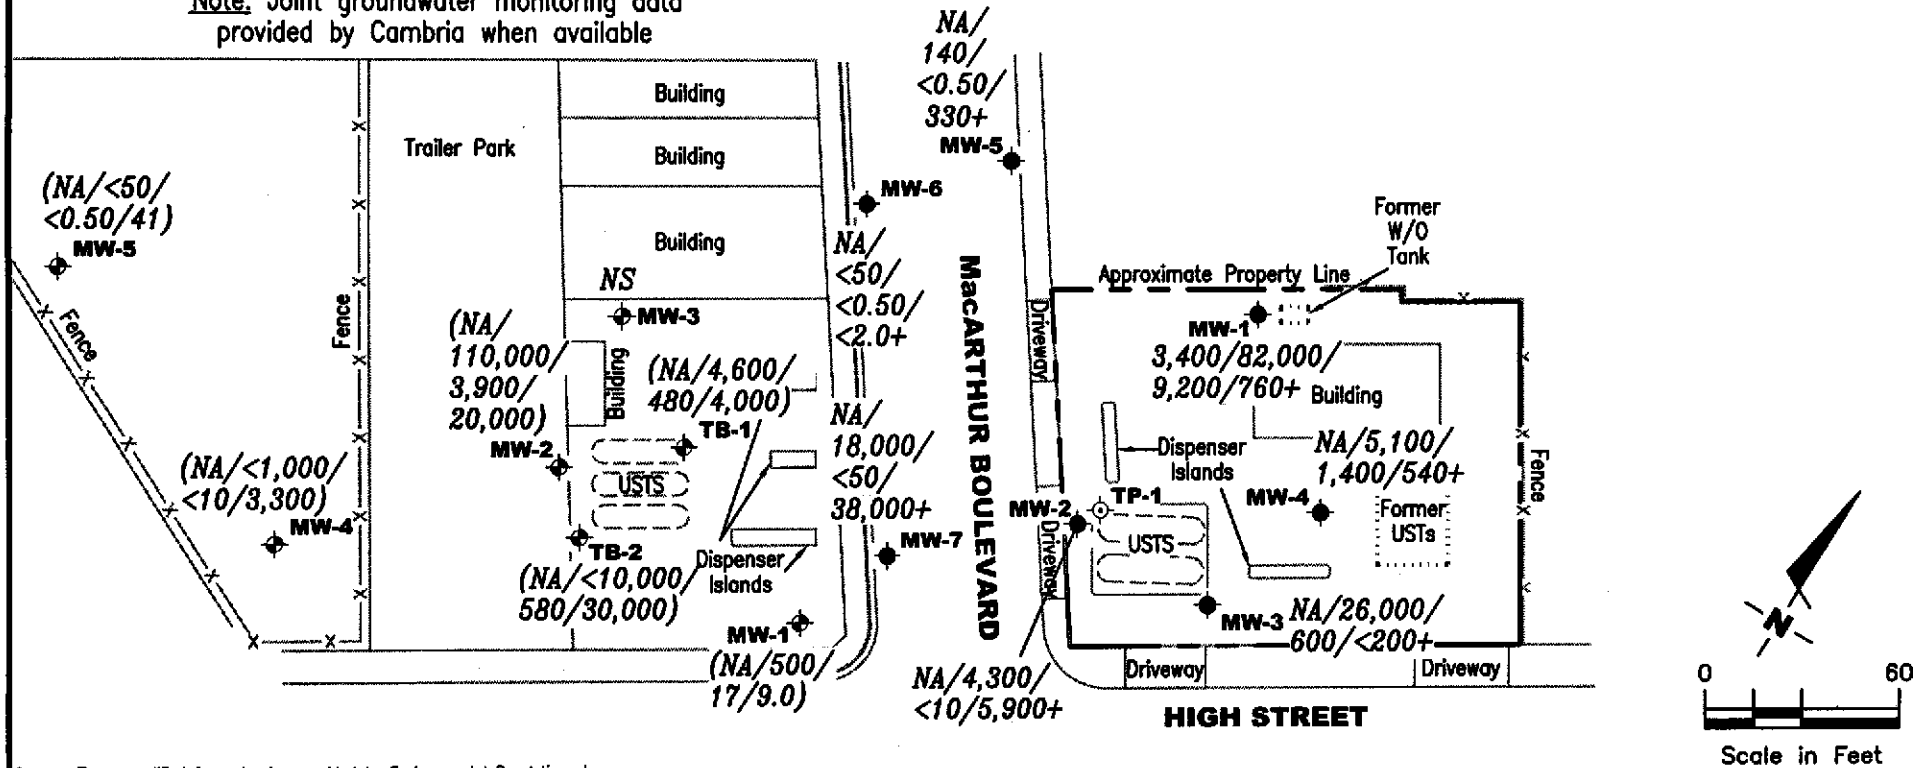 Note: Joint groundwater monitoring data
provided by Cambria when available
NA/
140/
<0.50/
330+
MW-5
Building
Trailer Park
Building
(NA/<50/
<0.50/41)
MW-5
MW-6
Building
NA/
<50/
<0.50/
<2.0+
Former
W/O
Tank
Approximate Property Line
NS
MW-3
Fence
Fence
MacARTHUR BOULEVARD
Driveway
MW-1
3,400/82,000/
9,200/760+
Building
(NA/
110,000/
3,900/
20,000)
MW-2
Building
(NA/4,600/
480/4,000)
TB-1
NA/
18,000/
<50/
38,000+
MW-7
Dispenser
Islands
NA/5,100/
1,400/540+
MW-4
Fence
(NA/<1,000/
<10/3,300)
MW-4
USTS
TB-2
(NA/<10,000/
580/30,000)
Dispenser
Islands
MW-2
TP-1
USTS
Former
USTs
Driveway
MW-1
(NA/500/
17/9.0)
MW-3
NA/26,000/
600/<200+
NA/4,300/
<10/5,900+
Driveway
Driveway
HIGH STREET
N
0 60
Scale in Feet